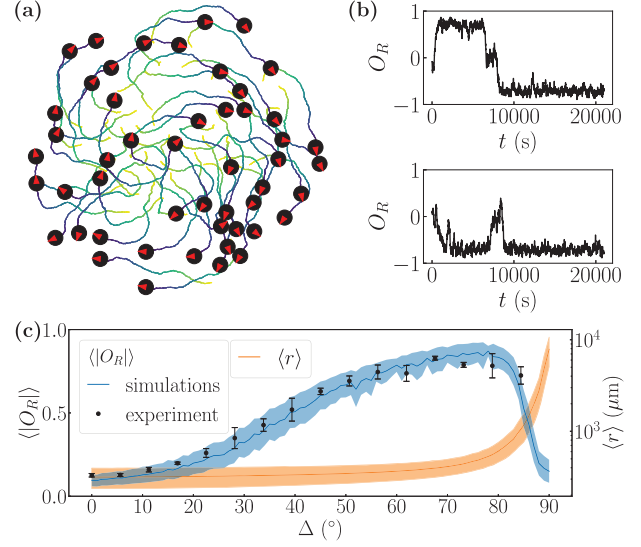 (a)
(b)
1
0
−1
O_R
0
10000
20000
t (s)
1
0
−1
O_R
0
10000
20000
t (s)
(c)
1.0
0.5
0.0
⟨|O_R|⟩
⟨|O_R|⟩
simulations
experiment
⟨r⟩
10^4
10^3
⟨r⟩ (μm)
0 10 20 30 40 50 60 70 80 90
Δ (°)